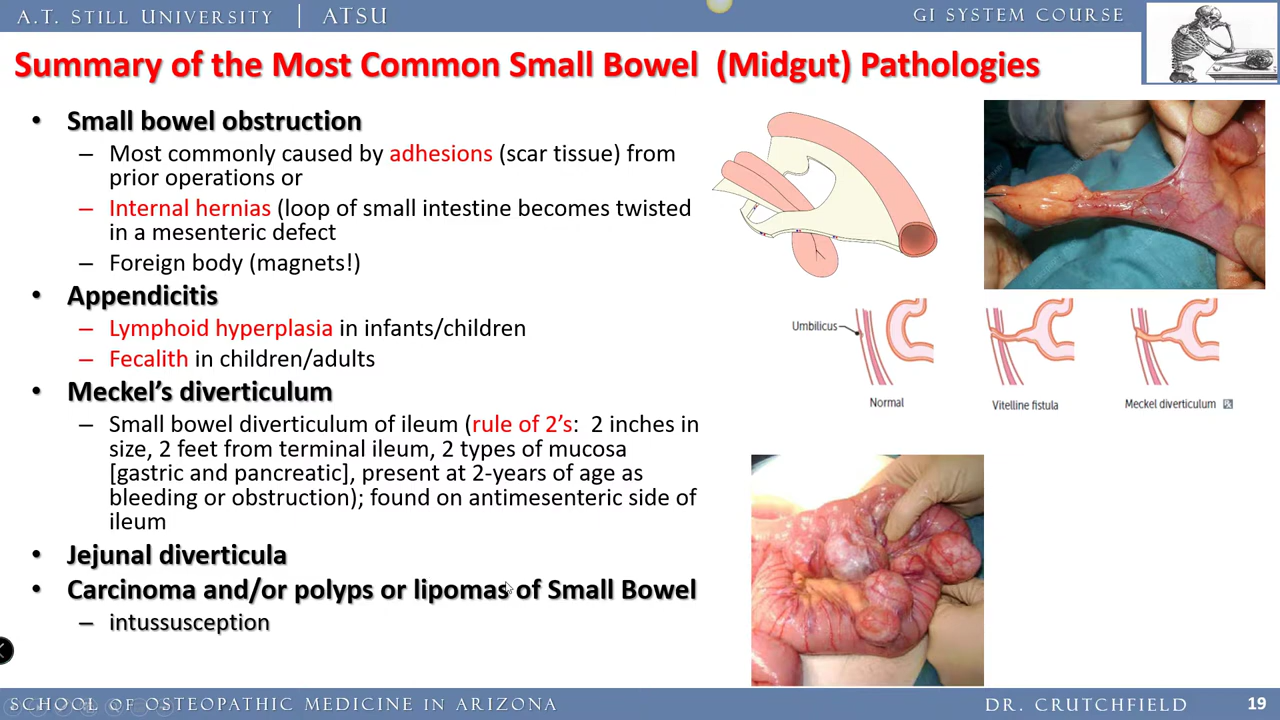 A.T. STILL UNIVERSITY | ATSU
GI SYSTEM COURSE
Summary of the Most Common Small Bowel (Midgut) Pathologies
• Small bowel obstruction
– Most commonly caused by adhesions (scar tissue) from
prior operations or
– Internal hernias (loop of small intestine becomes twisted
in a mesenteric defect
– Foreign body (magnets!)
• Appendicitis
– Lymphoid hyperplasia in infants/children
– Fecalith in children/adults
• Meckel's diverticulum
– Small bowel diverticulum of ileum (rule of 2's: 2 inches in
size, 2 feet from terminal ileum, 2 types of mucosa
[gastric and pancreatic], present at 2-years of age as
bleeding or obstruction); found on antimesenteric side of
ileum
• Jejunal diverticula
• Carcinoma and/or polyps or lipomas of Small Bowel
– intussusception
Umbilicus
Normal
Vitelline fistula
Meckel diverticulum
SCHOOL OF OSTEOPATHIC MEDICINE IN ARIZONA
DR. CRUTCHFIELD
19